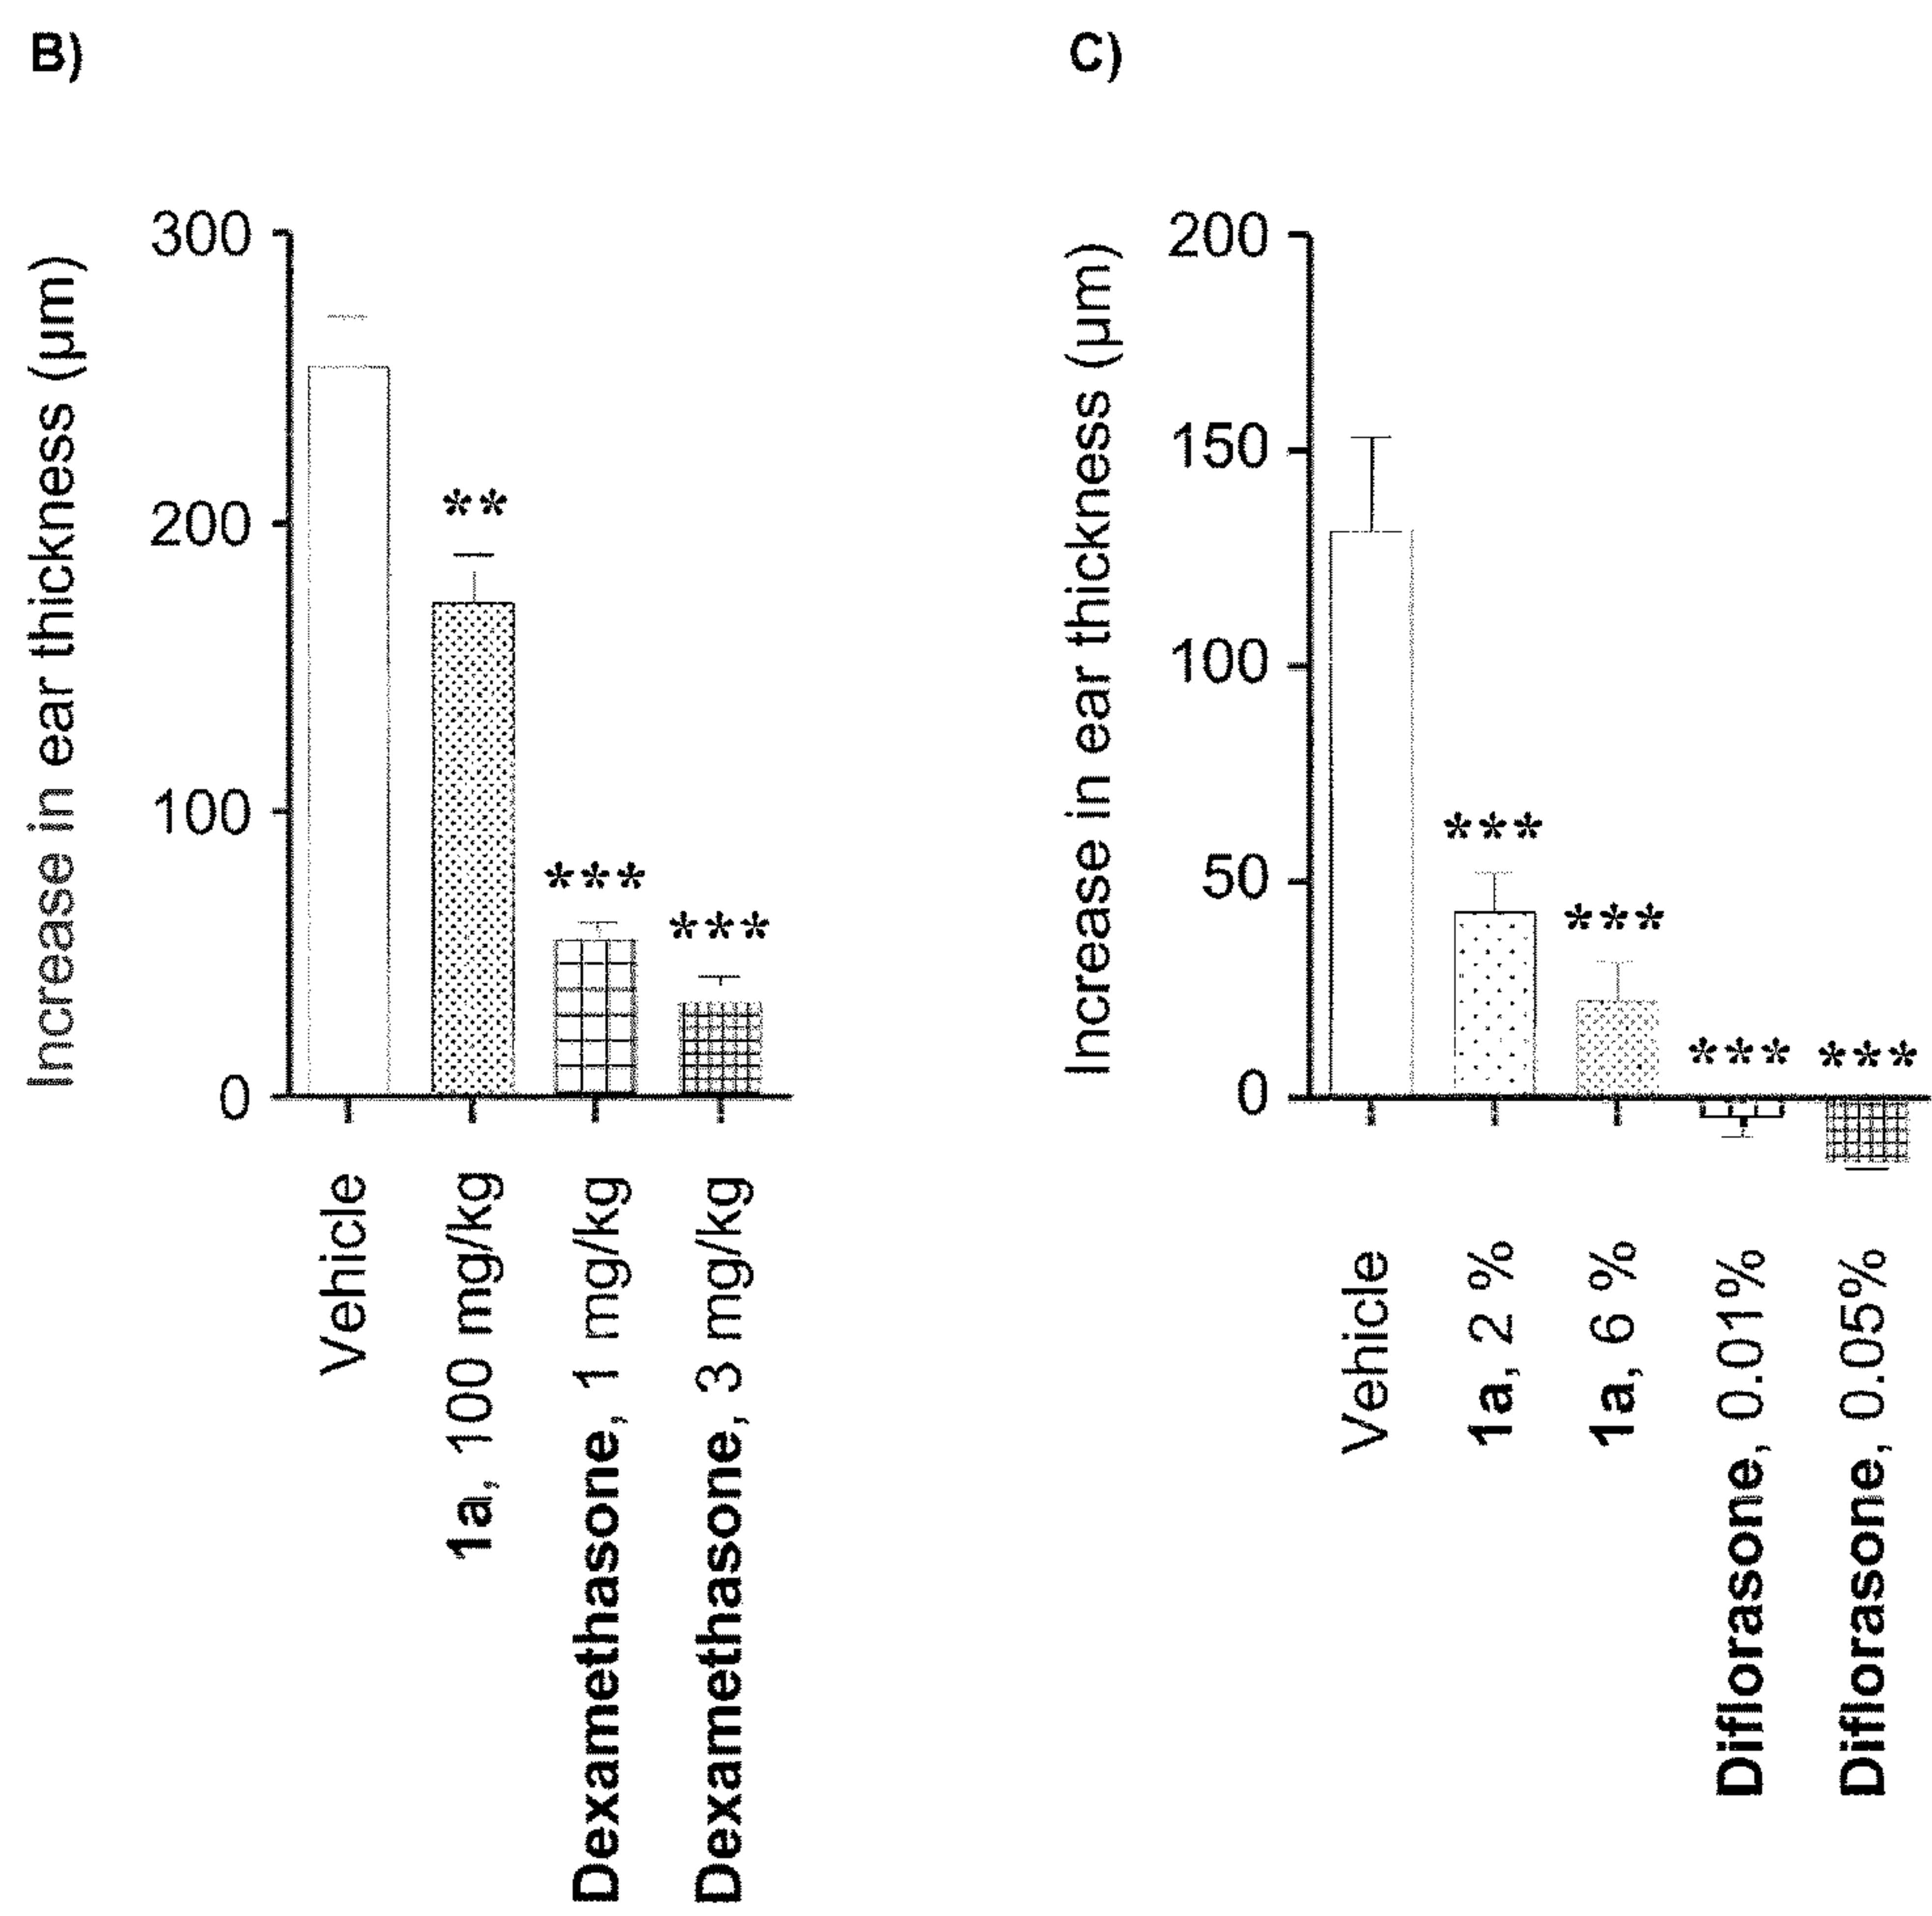 B)
Increase in ear thickness (µm)
300
200
100
0
**
***
***
Vehicle
1a, 100 mg/kg
Dexamethasone, 1 mg/kg
Dexamethasone, 3 mg/kg
C)
Increase in ear thickness (µm)
200
150
100
50
0
***
***
***
***
Vehicle
1a, 2 %
1a, 6 %
Diflorasone, 0.01%
Diflorasone, 0.05%